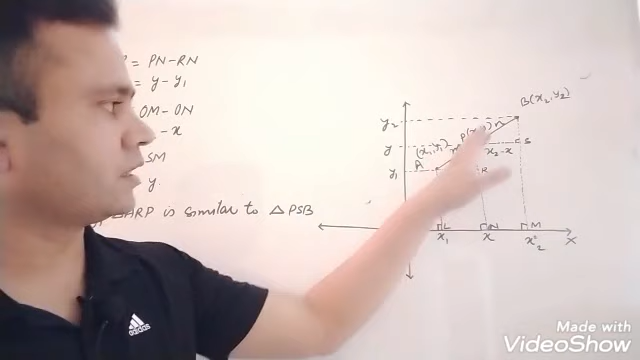 = PN-RN
= y-y₁
OM-ON
- x
SM
y.
ARP is similar to △PSB
B(x₂,y₂)
y₂
y
(x₁,y₁)
x₂-x
S
y₁
A
R
L
N
M
x₁
x
x₂
X
adidas
Made with
VideoShow